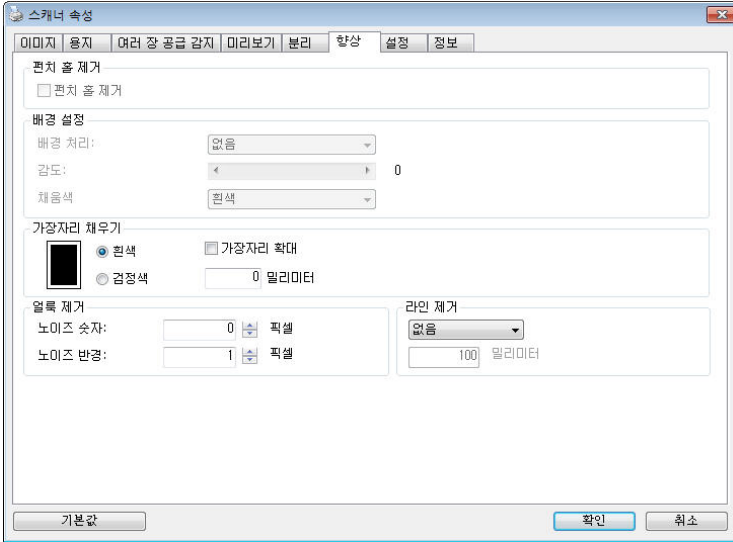 스캐너 속성
이미지 용지 여러 장 공급 감지 미리보기 분리 향상 설정 정보
펀치 홀 제거
펀치 홀 제거
배경 설정
배경 처리: 없음
감도: 0
채움색 흰색
가장자리 채우기
흰색 가장자리 확대
검정색 0 밀리미터
얼룩 제거 라인 제거
노이즈 숫자: 0 픽셀 없음
노이즈 반경: 1 픽셀 100 밀리미터
기본값 확인 취소